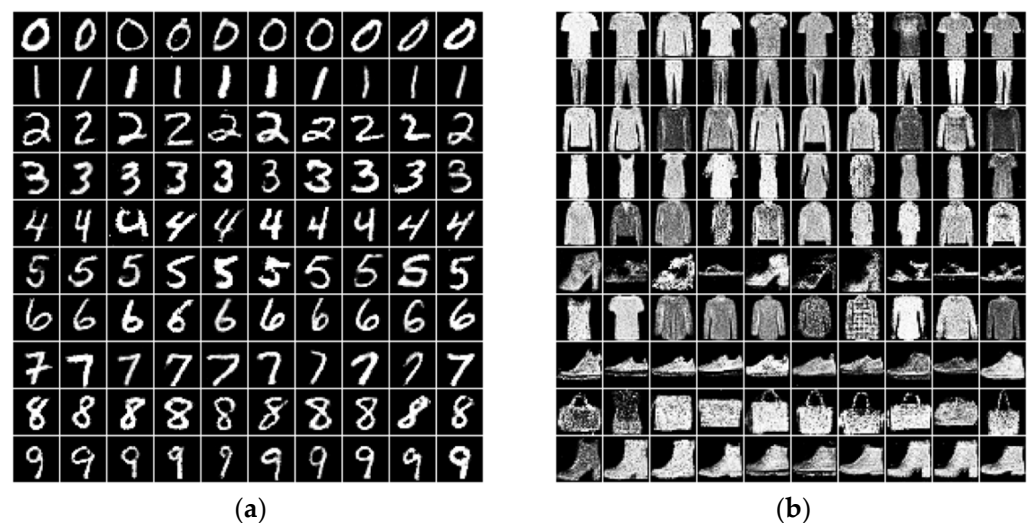 0 0 0 0 0 0 0 0 0 0
1 1 1 1 1 1 1 1 1 1
2 2 2 2 2 2 2 2 2 2
3 3 3 3 3 3 3 3 3 3
4 4 4 4 4 4 4 4 4 4
5 5 5 5 5 5 5 5 5 5
6 6 6 6 6 6 6 6 6 6
7 7 7 7 7 7 7 7 7 7
8 8 8 8 8 8 8 8 8 8
9 9 9 9 9 9 9 9 9 9
(a)
(b)